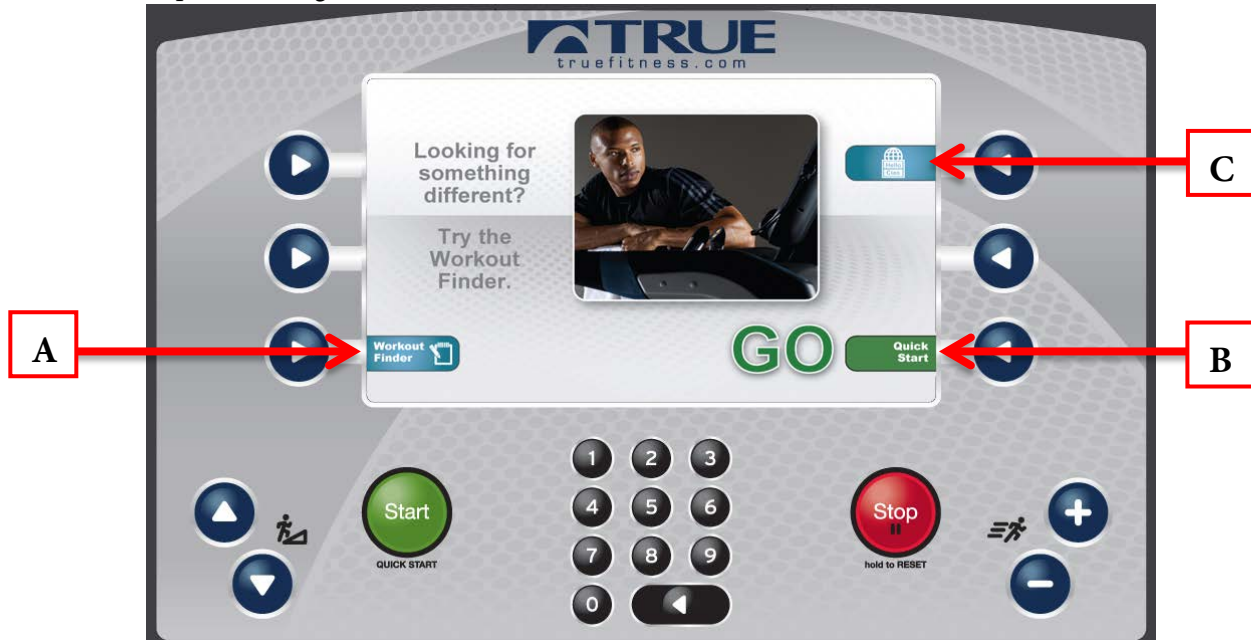 TRUE
truefitness.com
Looking for
something
different?
Try the
Workout
Finder.
Hello
C
A
Workout
Finder
GO
Quick
Start
B
1 2 3
4 5 6
7 8 9
0
Start
QUICK START
Stop
hold to RESET